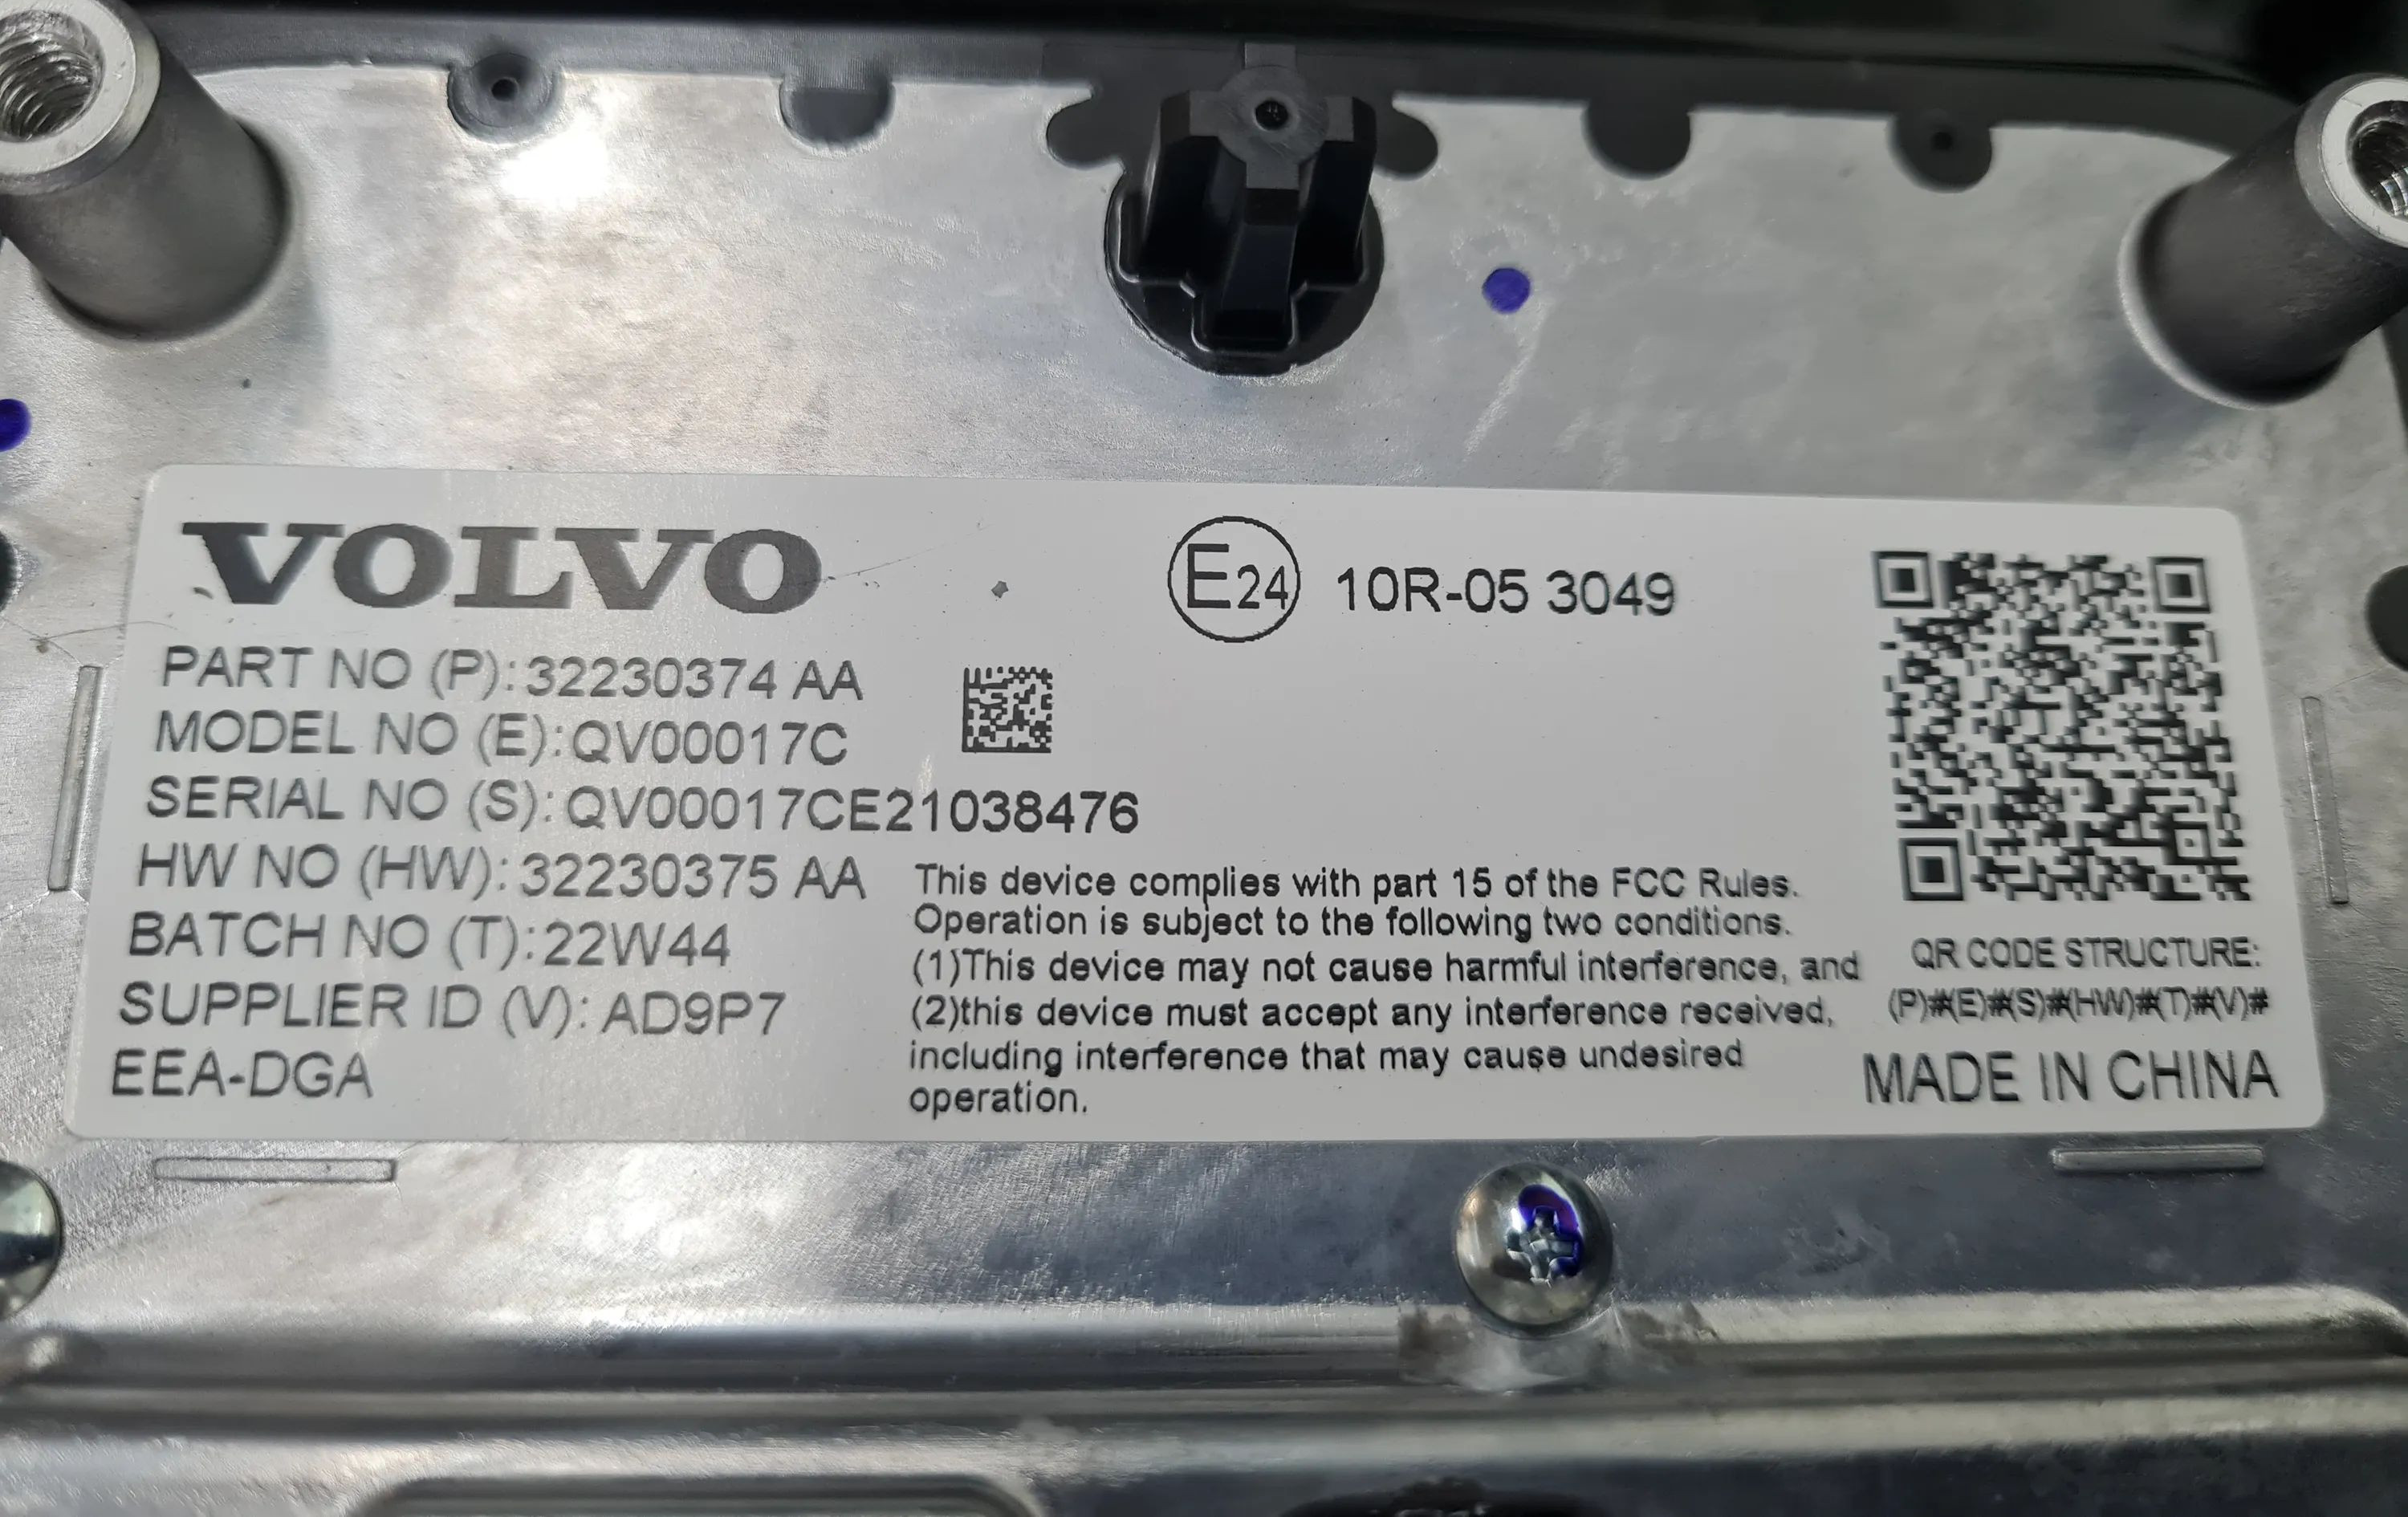 VOLVO
E24 10R-05 3049
PART NO (P):32230374 AA
MODEL NO (E):QV00017C
SERIAL NO (S):QV00017CE21038476
HW NO (HW):32230375 AA
BATCH NO (T):22W44
SUPPLIER ID (V): AD9P7
EEA-DGA
This device complies with part 15 of the FCC Rules.
Operation is subject to the following two conditions.
(1)This device may not cause harmful interference, and
(2)this device must accept any interference received,
including interference that may cause undesired
operation.
QR CODE STRUCTURE:
(P)#(E)#(S)#(HW)#(T)#(V)#
MADE IN CHINA